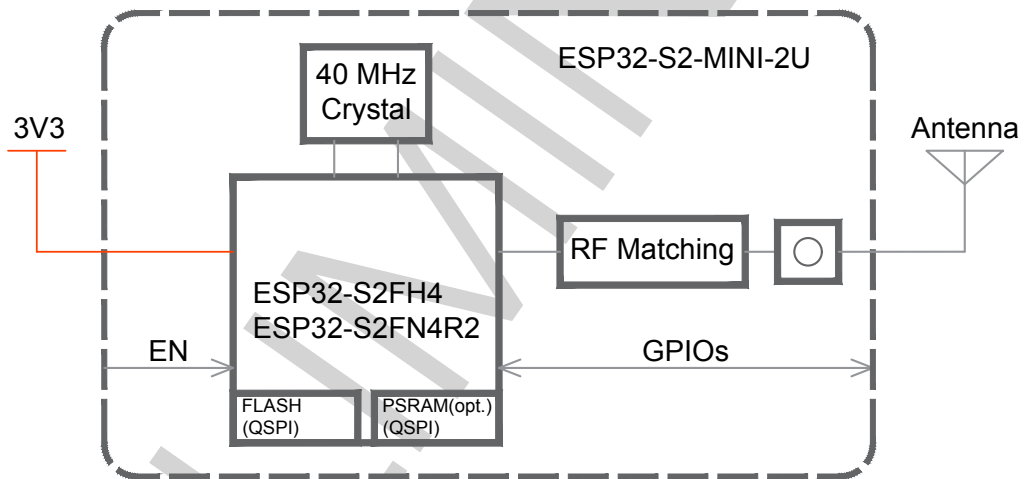 ESP32-S2-MINI-2U
40 MHz
Crystal
3V3
Antenna
RF Matching
ESP32-S2FH4
ESP32-S2FN4R2
EN
GPIOs
FLASH
(QSPI)
PSRAM(opt.)
(QSPI)